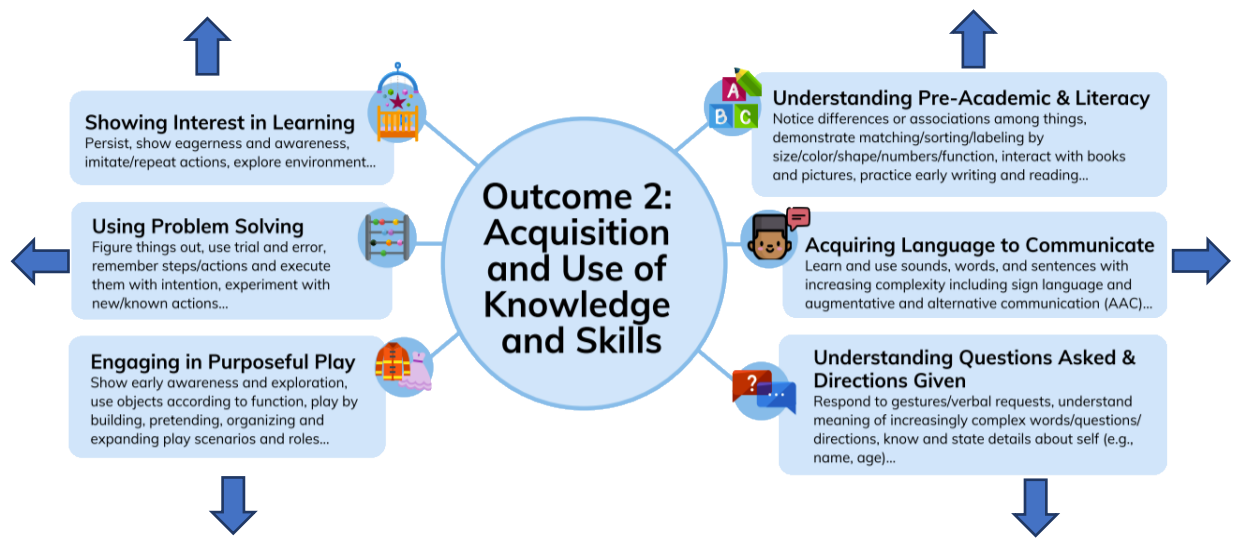 Outcome 2:
Acquisition
and Use of
Knowledge
and Skills
Showing Interest in Learning
Persist, show eagerness and awareness,
imitate/repeat actions, explore environment...
Using Problem Solving
Figure things out, use trial and error,
remember steps/actions and execute
them with intention, experiment with
new/known actions...
Engaging in Purposeful Play
Show early awareness and exploration,
use objects according to function, play by
building, pretending, organizing and
expanding play scenarios and roles...
A
B C
Understanding Pre-Academic & Literacy
Notice differences or associations among things,
demonstrate matching/sorting/labeling by
size/color/shape/numbers/function, interact with books
and pictures, practice early writing and reading...
Acquiring Language to Communicate
Learn and use sounds, words, and sentences with
increasing complexity including sign language and
augmentative and alternative communication (AAC)...
?
...
Understanding Questions Asked &
Directions Given
Respond to gestures/verbal requests, understand
meaning of increasingly complex words/questions/
directions, know and state details about self (e.g.,
name, age)...